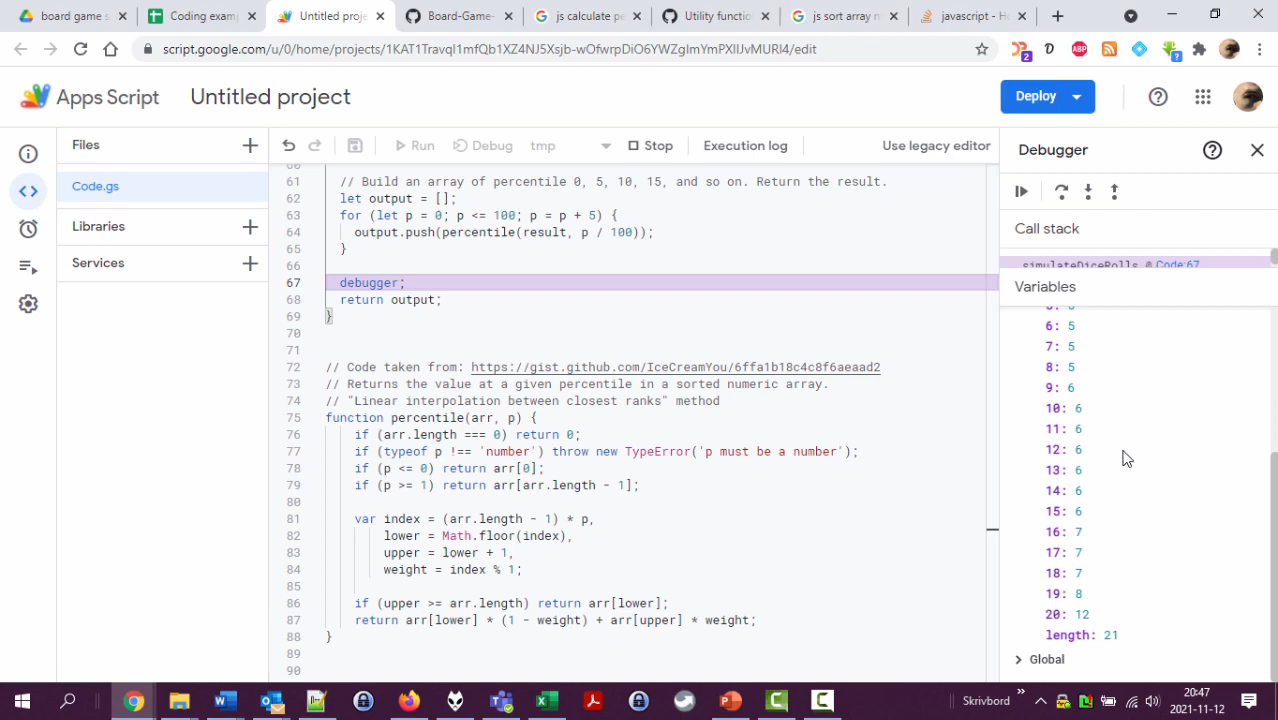 board game s
Coding exam
Untitled proje
Board-Game-
js calculate pe
Utility functio
js sort array n
javascript - Ho
script.google.com/u/0/home/projects/1KAT1Travql1mfQb1XZ4NJ5Xsjb-wOfwrpDiO6YWZglmYmPXllJvMURl4/edit
2
D
ABP
?
Apps Script
Untitled project
Deploy
Files
Run
Debug
tmp
Stop
Execution log
Use legacy editor
Debugger
Code.gs
Libraries
Services
60
61 // Build an array of percentile 0, 5, 10, 15, and so on. Return the result.
62 let output = [];
63 for (let p = 0; p <= 100; p = p + 5) {
64 output.push(percentile(result, p / 100));
65 }
66
67 debugger;
68 return output;
69 }
70
71
72 // Code taken from: https://gist.github.com/IceCreamYou/6ffa1b18c4c8f6aeaad2
73 // Returns the value at a given percentile in a sorted numeric array.
74 // "Linear interpolation between closest ranks" method
75 function percentile(arr, p) {
76 if (arr.length === 0) return 0;
77 if (typeof p !== 'number') throw new TypeError('p must be a number');
78 if (p <= 0) return arr[0];
79 if (p >= 1) return arr[arr.length - 1];
80
81 var index = (arr.length - 1) * p,
82 lower = Math.floor(index),
83 upper = lower + 1,
84 weight = index % 1;
85
86 if (upper >= arr.length) return arr[lower];
87 return arr[lower] * (1 - weight) + arr[upper] * weight;
88 }
89
90
Call stack
simulateDiceRolls @ Code:67
Variables
6: 5
7: 5
8: 5
9: 6
10: 6
11: 6
12: 6
13: 6
14: 6
15: 6
16: 7
17: 7
18: 7
19: 8
20: 12
length: 21
Global
Skrivbord
20:47
2021-11-12